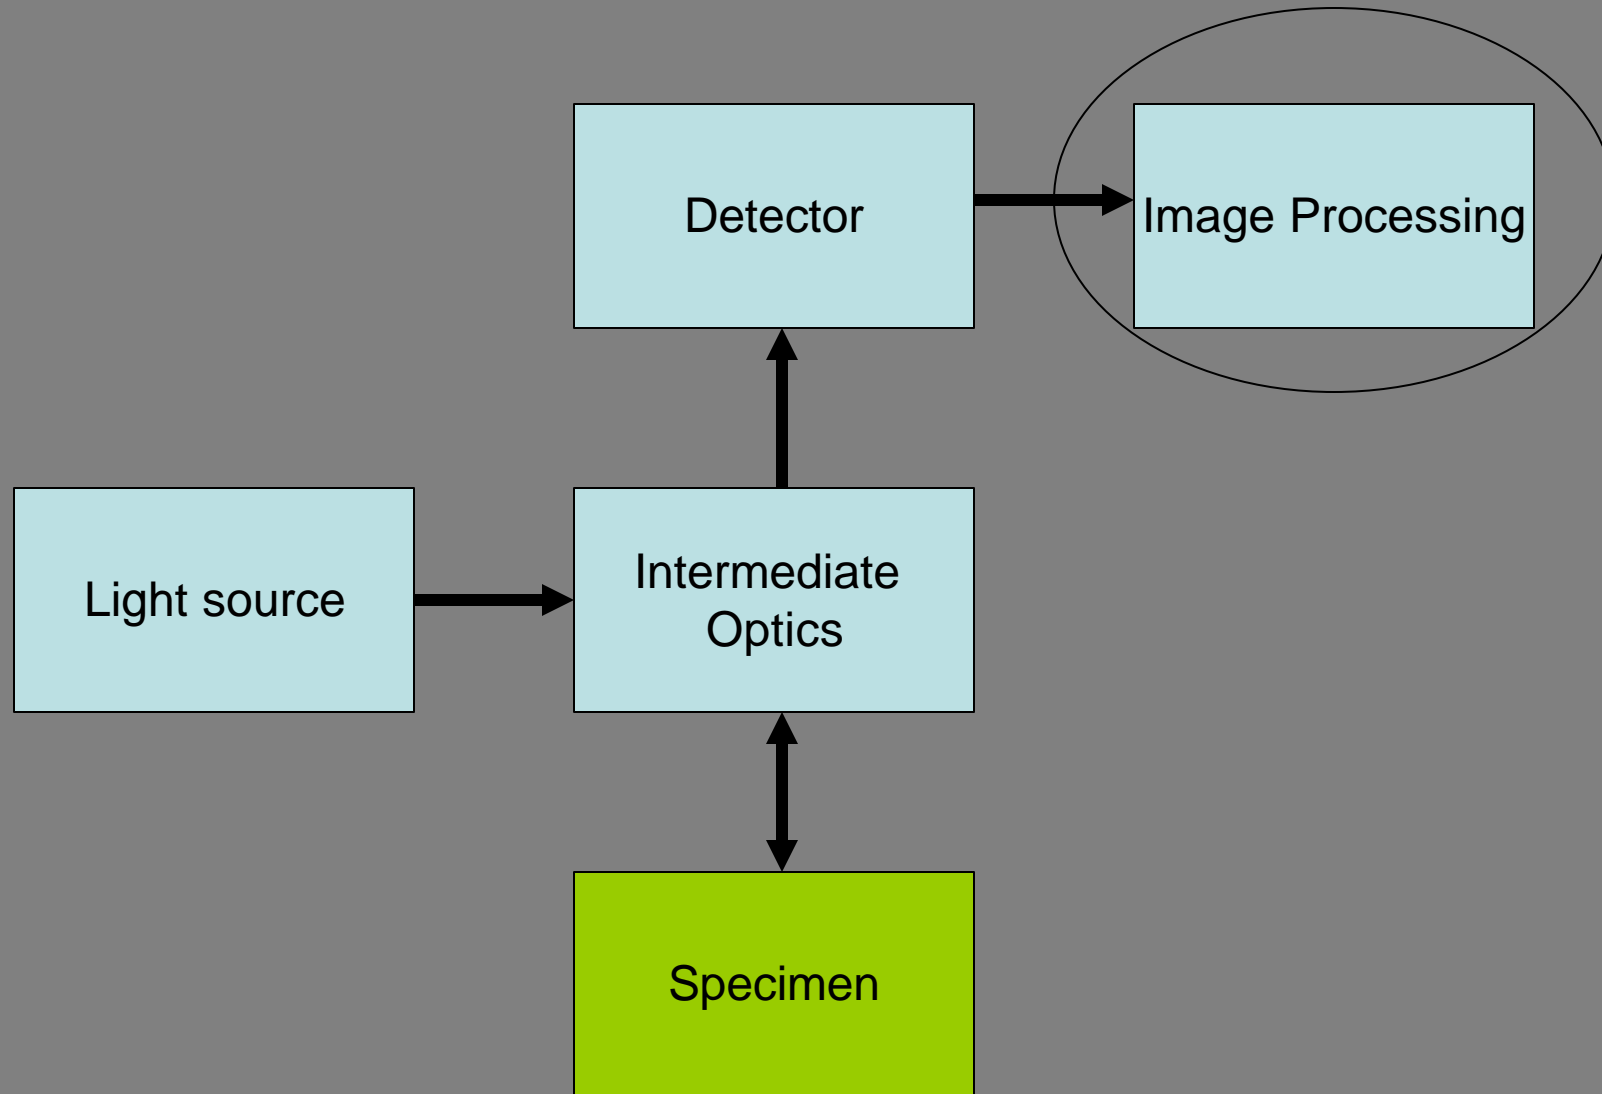 Detector
Image Processing
Light source
Intermediate
Optics
Specimen